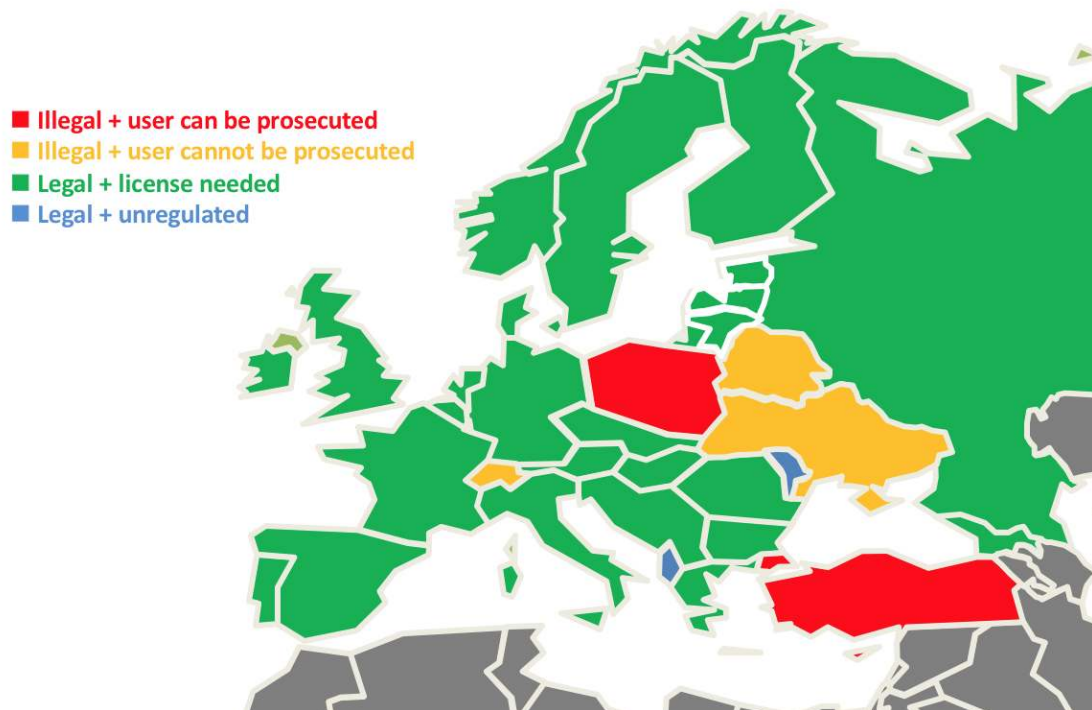 Illegal + user can be prosecuted
Illegal + user cannot be prosecuted
Legal + license needed
Legal + unregulated